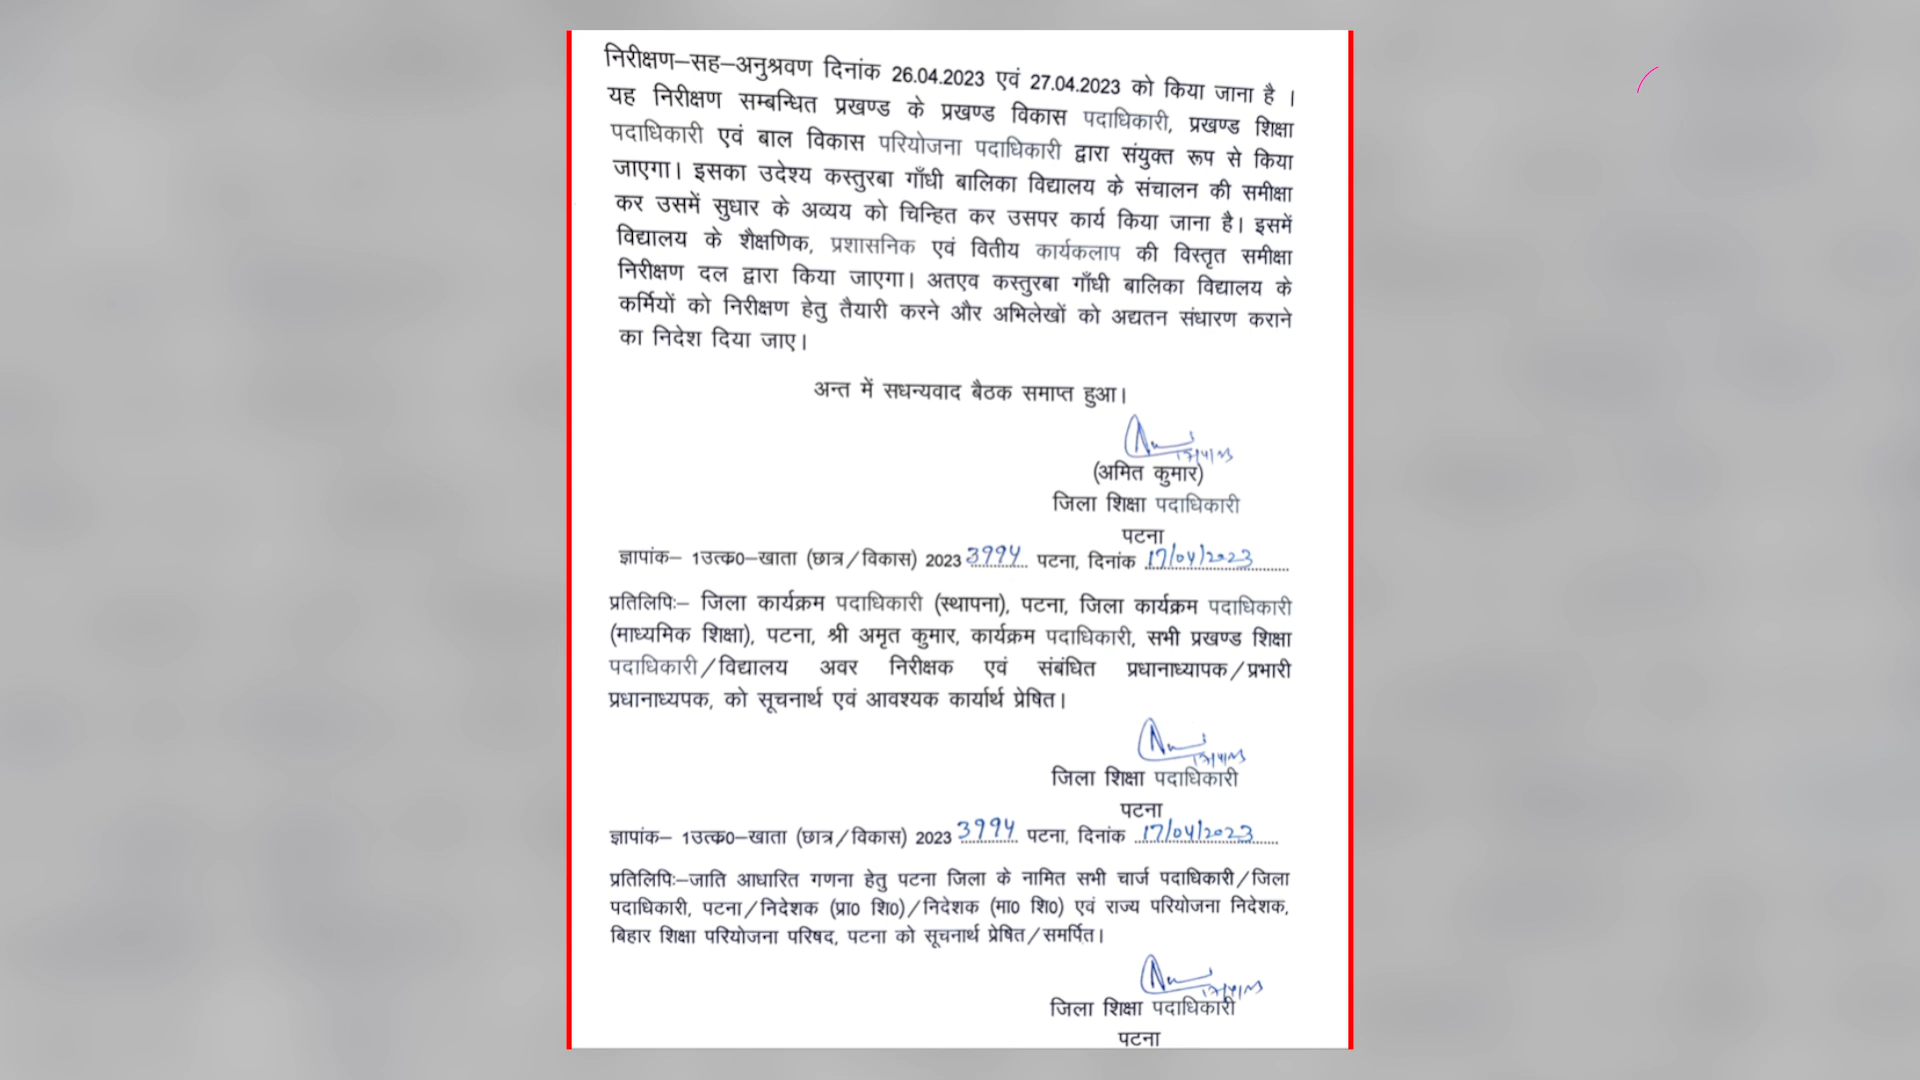 निरीक्षण–सह–अनुश्रवण दिनांक 26.04.2023 एवं 27.04.2023 को किया जाना है ।
यह निरीक्षण सम्बन्धित प्रखण्ड के प्रखण्ड विकास पदाधिकारी, प्रखण्ड शिक्षा
पदाधिकारी एवं बाल विकास परियोजना पदाधिकारी द्वारा संयुक्त रूप से किया
जाएगा। इसका उदेश्य कस्तुरबा गाँधी बालिका विद्यालय के संचालन की समीक्षा
कर उसमें सुधार के अव्यय को चिन्हित कर उसपर कार्य किया जाना है। इसमें
विद्यालय के शैक्षणिक, प्रशासनिक एवं वितीय कार्यकलाप की विस्तृत समीक्षा
निरीक्षण दल द्वारा किया जाएगा। अतएव कस्तुरबा गाँधी बालिका विद्यालय के
कर्मियों को निरीक्षण हेतु तैयारी करने और अभिलेखों को अद्यतन संधारण कराने
का निदेश दिया जाए।
अन्त में सधन्यवाद बैठक समाप्त हुआ।
(अमित कुमार)
जिला शिक्षा पदाधिकारी
पटना
ज्ञापांक– 1उत्क0–खाता (छात्र/विकास) 2023 3994 पटना, दिनांक 17/04/2023
प्रतिलिपिः– जिला कार्यक्रम पदाधिकारी (स्थापना), पटना, जिला कार्यक्रम पदाधिकारी
(माध्यमिक शिक्षा), पटना, श्री अमृत कुमार, कार्यक्रम पदाधिकारी, सभी प्रखण्ड शिक्षा
पदाधिकारी/विद्यालय अवर निरीक्षक एवं संबंधित प्रधानाध्यापक/प्रभारी
प्रधानाध्यपक, को सूचनार्थ एवं आवश्यक कार्यार्थ प्रेषित।
जिला शिक्षा पदाधिकारी
पटना
ज्ञापांक– 1उत्क0–खाता (छात्र/विकास) 2023 3994 पटना, दिनांक 17/04/2023
प्रतिलिपिः–जाति आधारित गणना हेतु पटना जिला के नामित सभी चार्ज पदाधिकारी/जिला
पदाधिकारी, पटना/निदेशक (प्रा0 शि0)/निदेशक (मा0 शि0) एवं राज्य परियोजना निदेशक,
बिहार शिक्षा परियोजना परिषद, पटना को सूचनार्थ प्रेषित/समर्पित।
जिला शिक्षा पदाधिकारी
पटना